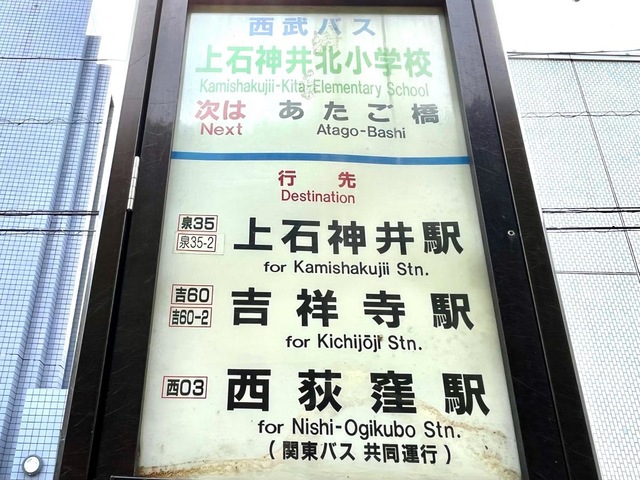 西武バス
上石神井北小学校
Kamishakujii-Kita-Elementary School
次は あたご橋
Next Atago-Bashi
行先
Destination
泉35 上石神井駅
泉35-2 for Kamishakujii Stn.
吉60 吉祥寺駅
吉60-2 for Kichijōji Stn.
西03 西荻窪駅
for Nishi-Ogikubo Stn.
(関東バス 共同運行)